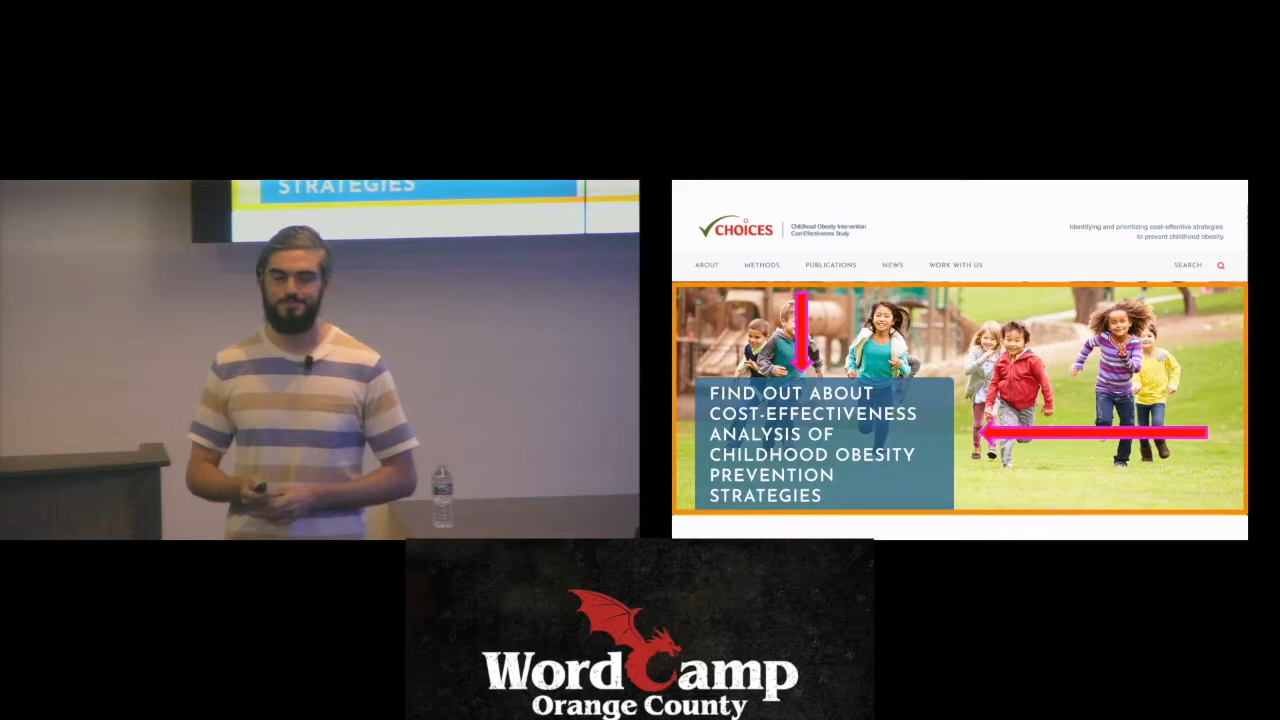 STRATEGIES
CHOICES
Childhood Obesity Intervention
Cost-Effectiveness Study
Identifying and prioritizing cost-effective strategies
to prevent childhood obesity.
ABOUT METHODS PUBLICATIONS NEWS WORK WITH US SEARCH
FIND OUT ABOUT
COST-EFFECTIVENESS
ANALYSIS OF
CHILDHOOD OBESITY
PREVENTION
STRATEGIES
WordCamp
Orange County